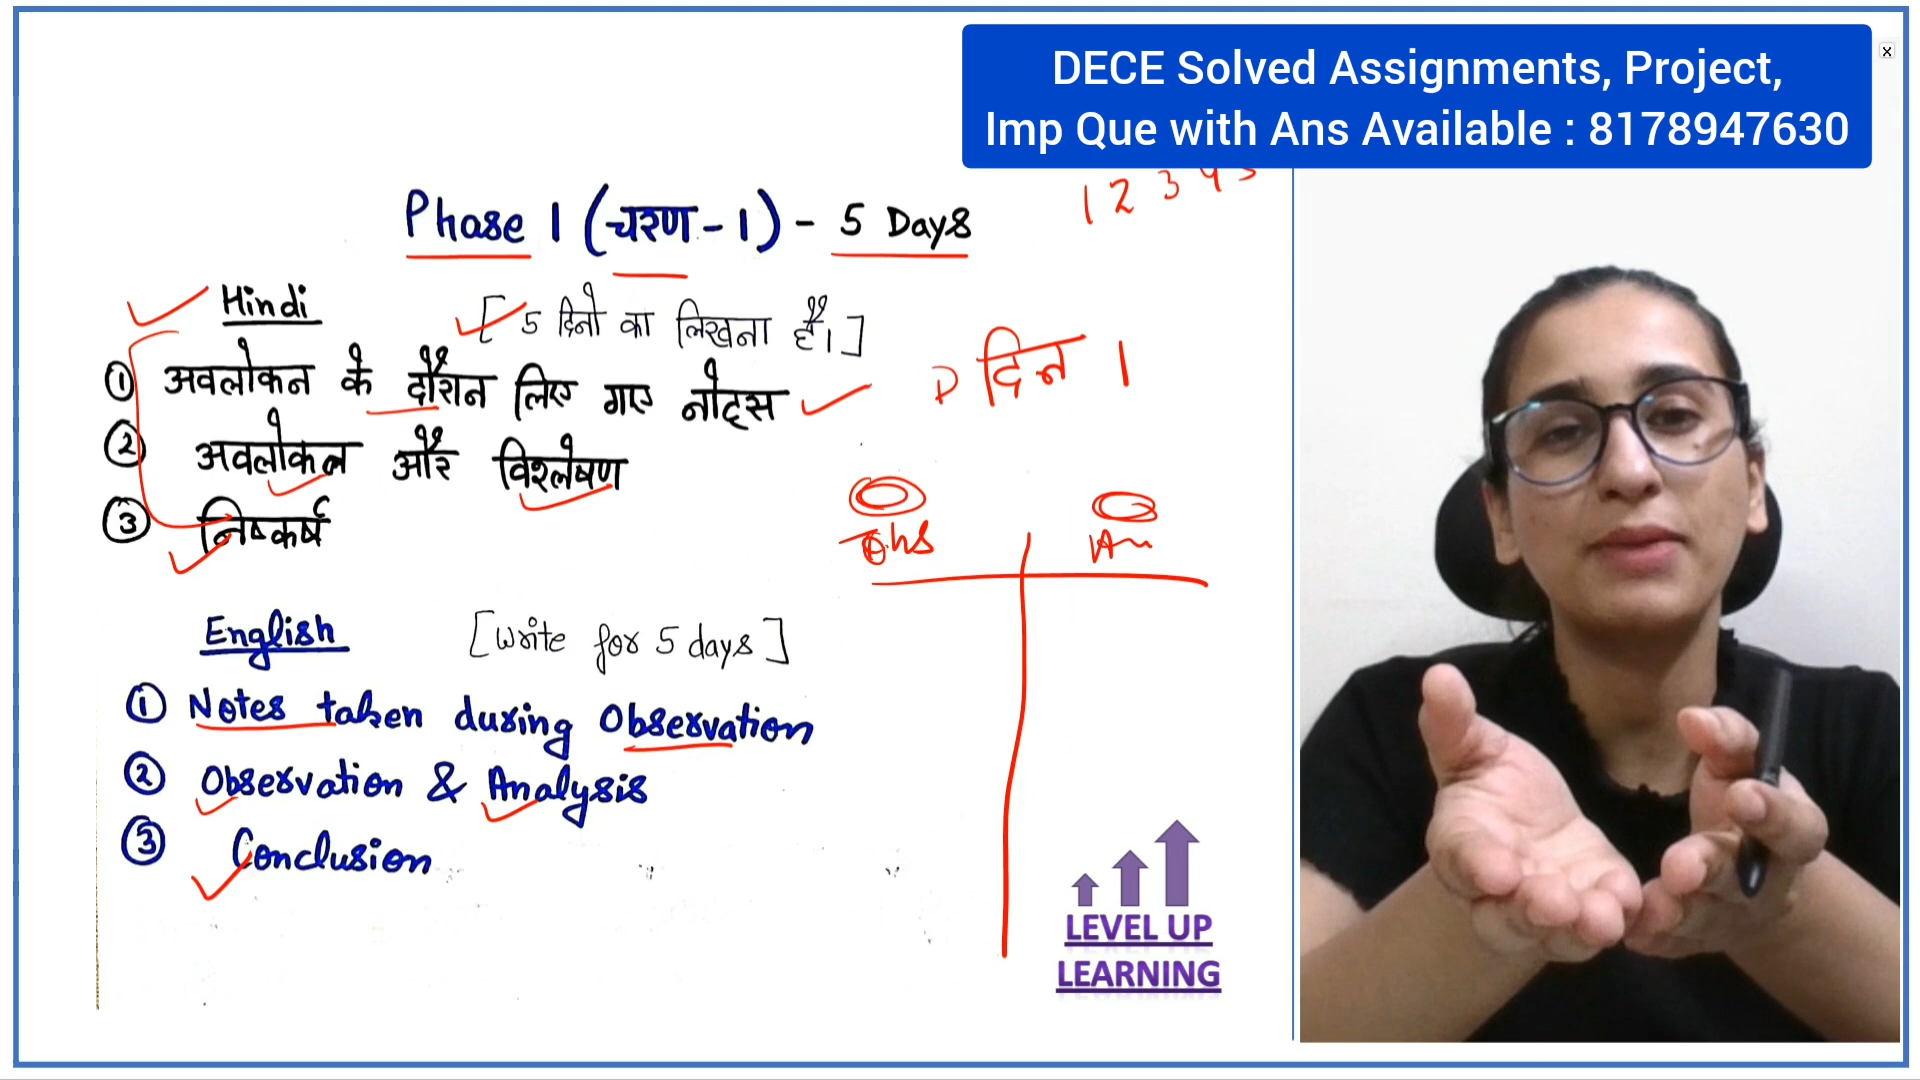 DECE Solved Assignments, Project,
Imp Que with Ans Available : 8178947630
x
1 2 3 4 5
Phase 1 (चरण - 1) - 5 Days
Hindi
[ 5 दिनो का लिखना हैं। ]
① अवलोकन के दौरान लिए गए नोट्स
D दिन 1
② अवलोकन और विश्लेषण
③ निष्कर्ष
Obs An
English [Write for 5 days]
① Notes taken during Observation
② Observation & Analysis
③ Conclusion
LEVEL UP
LEARNING